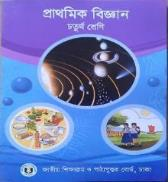 প্রাথমিক বিজ্ঞান
চতুর্থ শ্রেণি
জাতীয় শিক্ষাক্রম ও পাঠ্যপুস্তক বোর্ড, ঢাকা